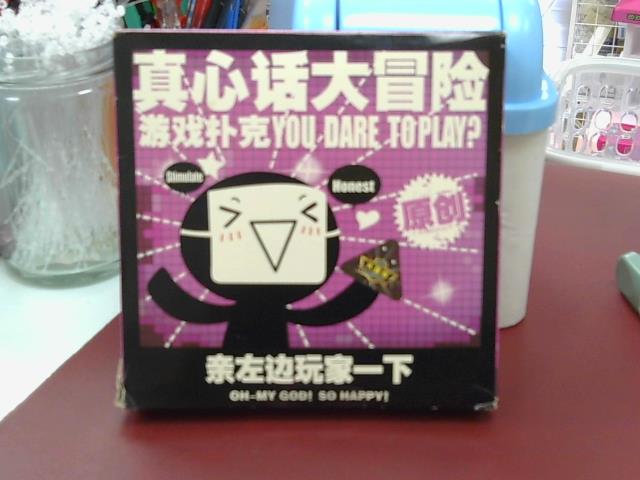 真心话大冒险
游戏扑克YOU DARE TO PLAY?
Stimulate
Honest
原创
亲左边玩家一下
OH-MY GOD! SO HAPPY!